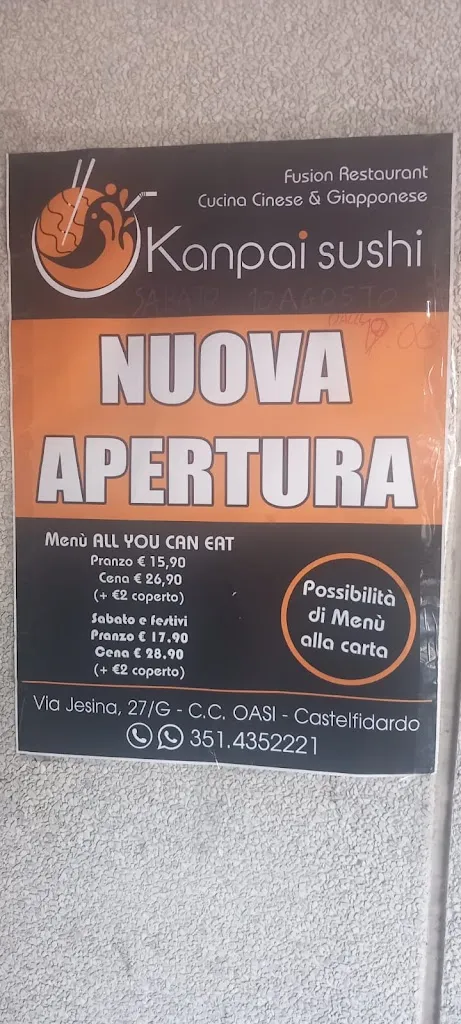 Fusion Restaurant
Cucina Cinese & Giapponese
Kanpai sushi
SABATO 10 AGOSTO
NUOVA
APERTURA
Menù ALL YOU CAN EAT
Pranzo € 15,90
Cena € 26,90
(+ €2 coperto)
Sabato e festivi
Pranzo € 17,90
Cena € 28,90
(+ €2 coperto)
Possibilità
di Menù
alla carta
Via Jesina, 27/G - C.C. OASI - Castelfidardo
351.4352221